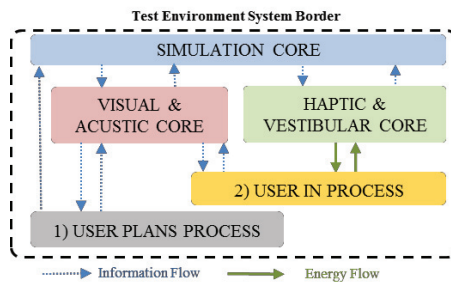 Test Environment System Border
SIMULATION CORE
VISUAL &
ACUSTIC CORE
HAPTIC &
VESTIBULAR CORE
2) USER IN PROCESS
1) USER PLANS PROCESS
Information Flow
Energy Flow